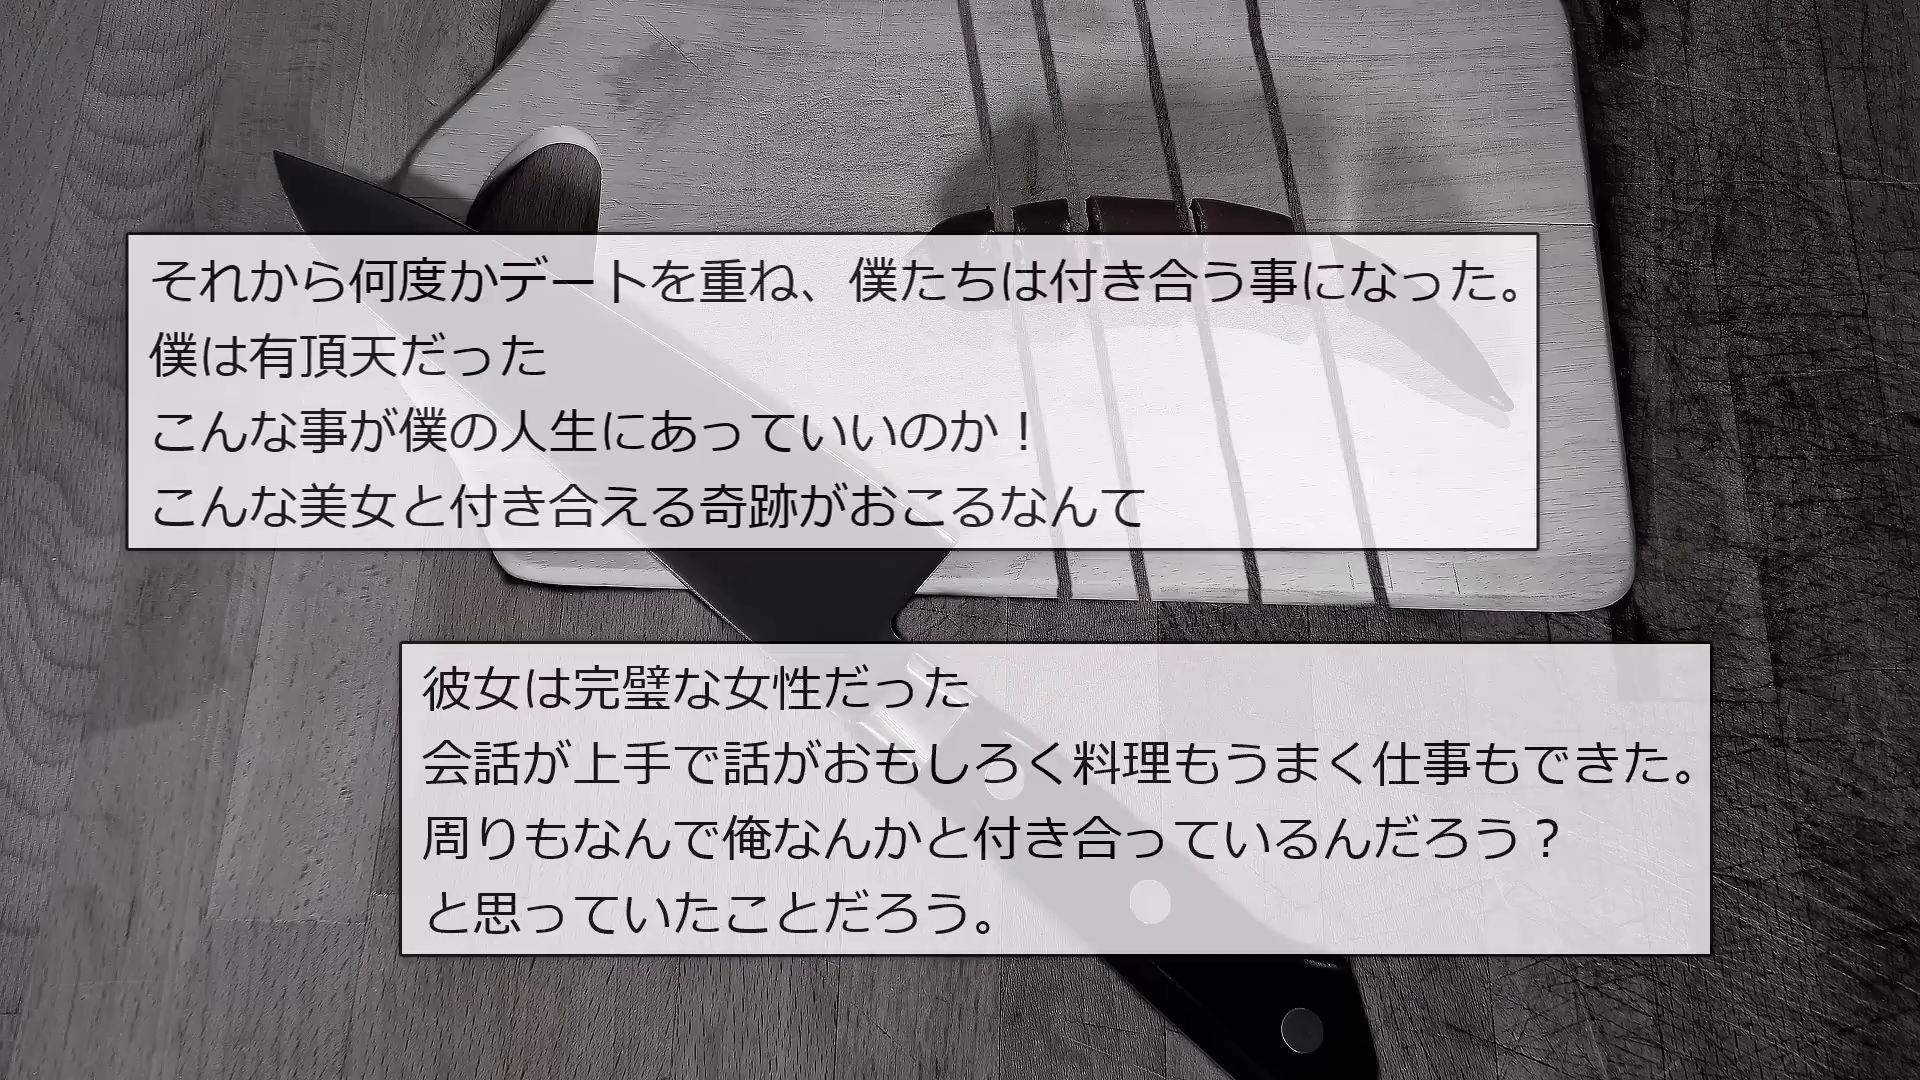 それから何度かデートを重ね、僕たちは付き合う事になった。
僕は有頂天だった
こんな事が僕の人生にあっていいのか！
こんな美女と付き合える奇跡がおこるなんて
彼女は完璧な女性だった
会話が上手で話がおもしろく料理もうまく仕事もできた。
周りもなんで俺なんかと付き合っているんだろう？
と思っていたことだろう。